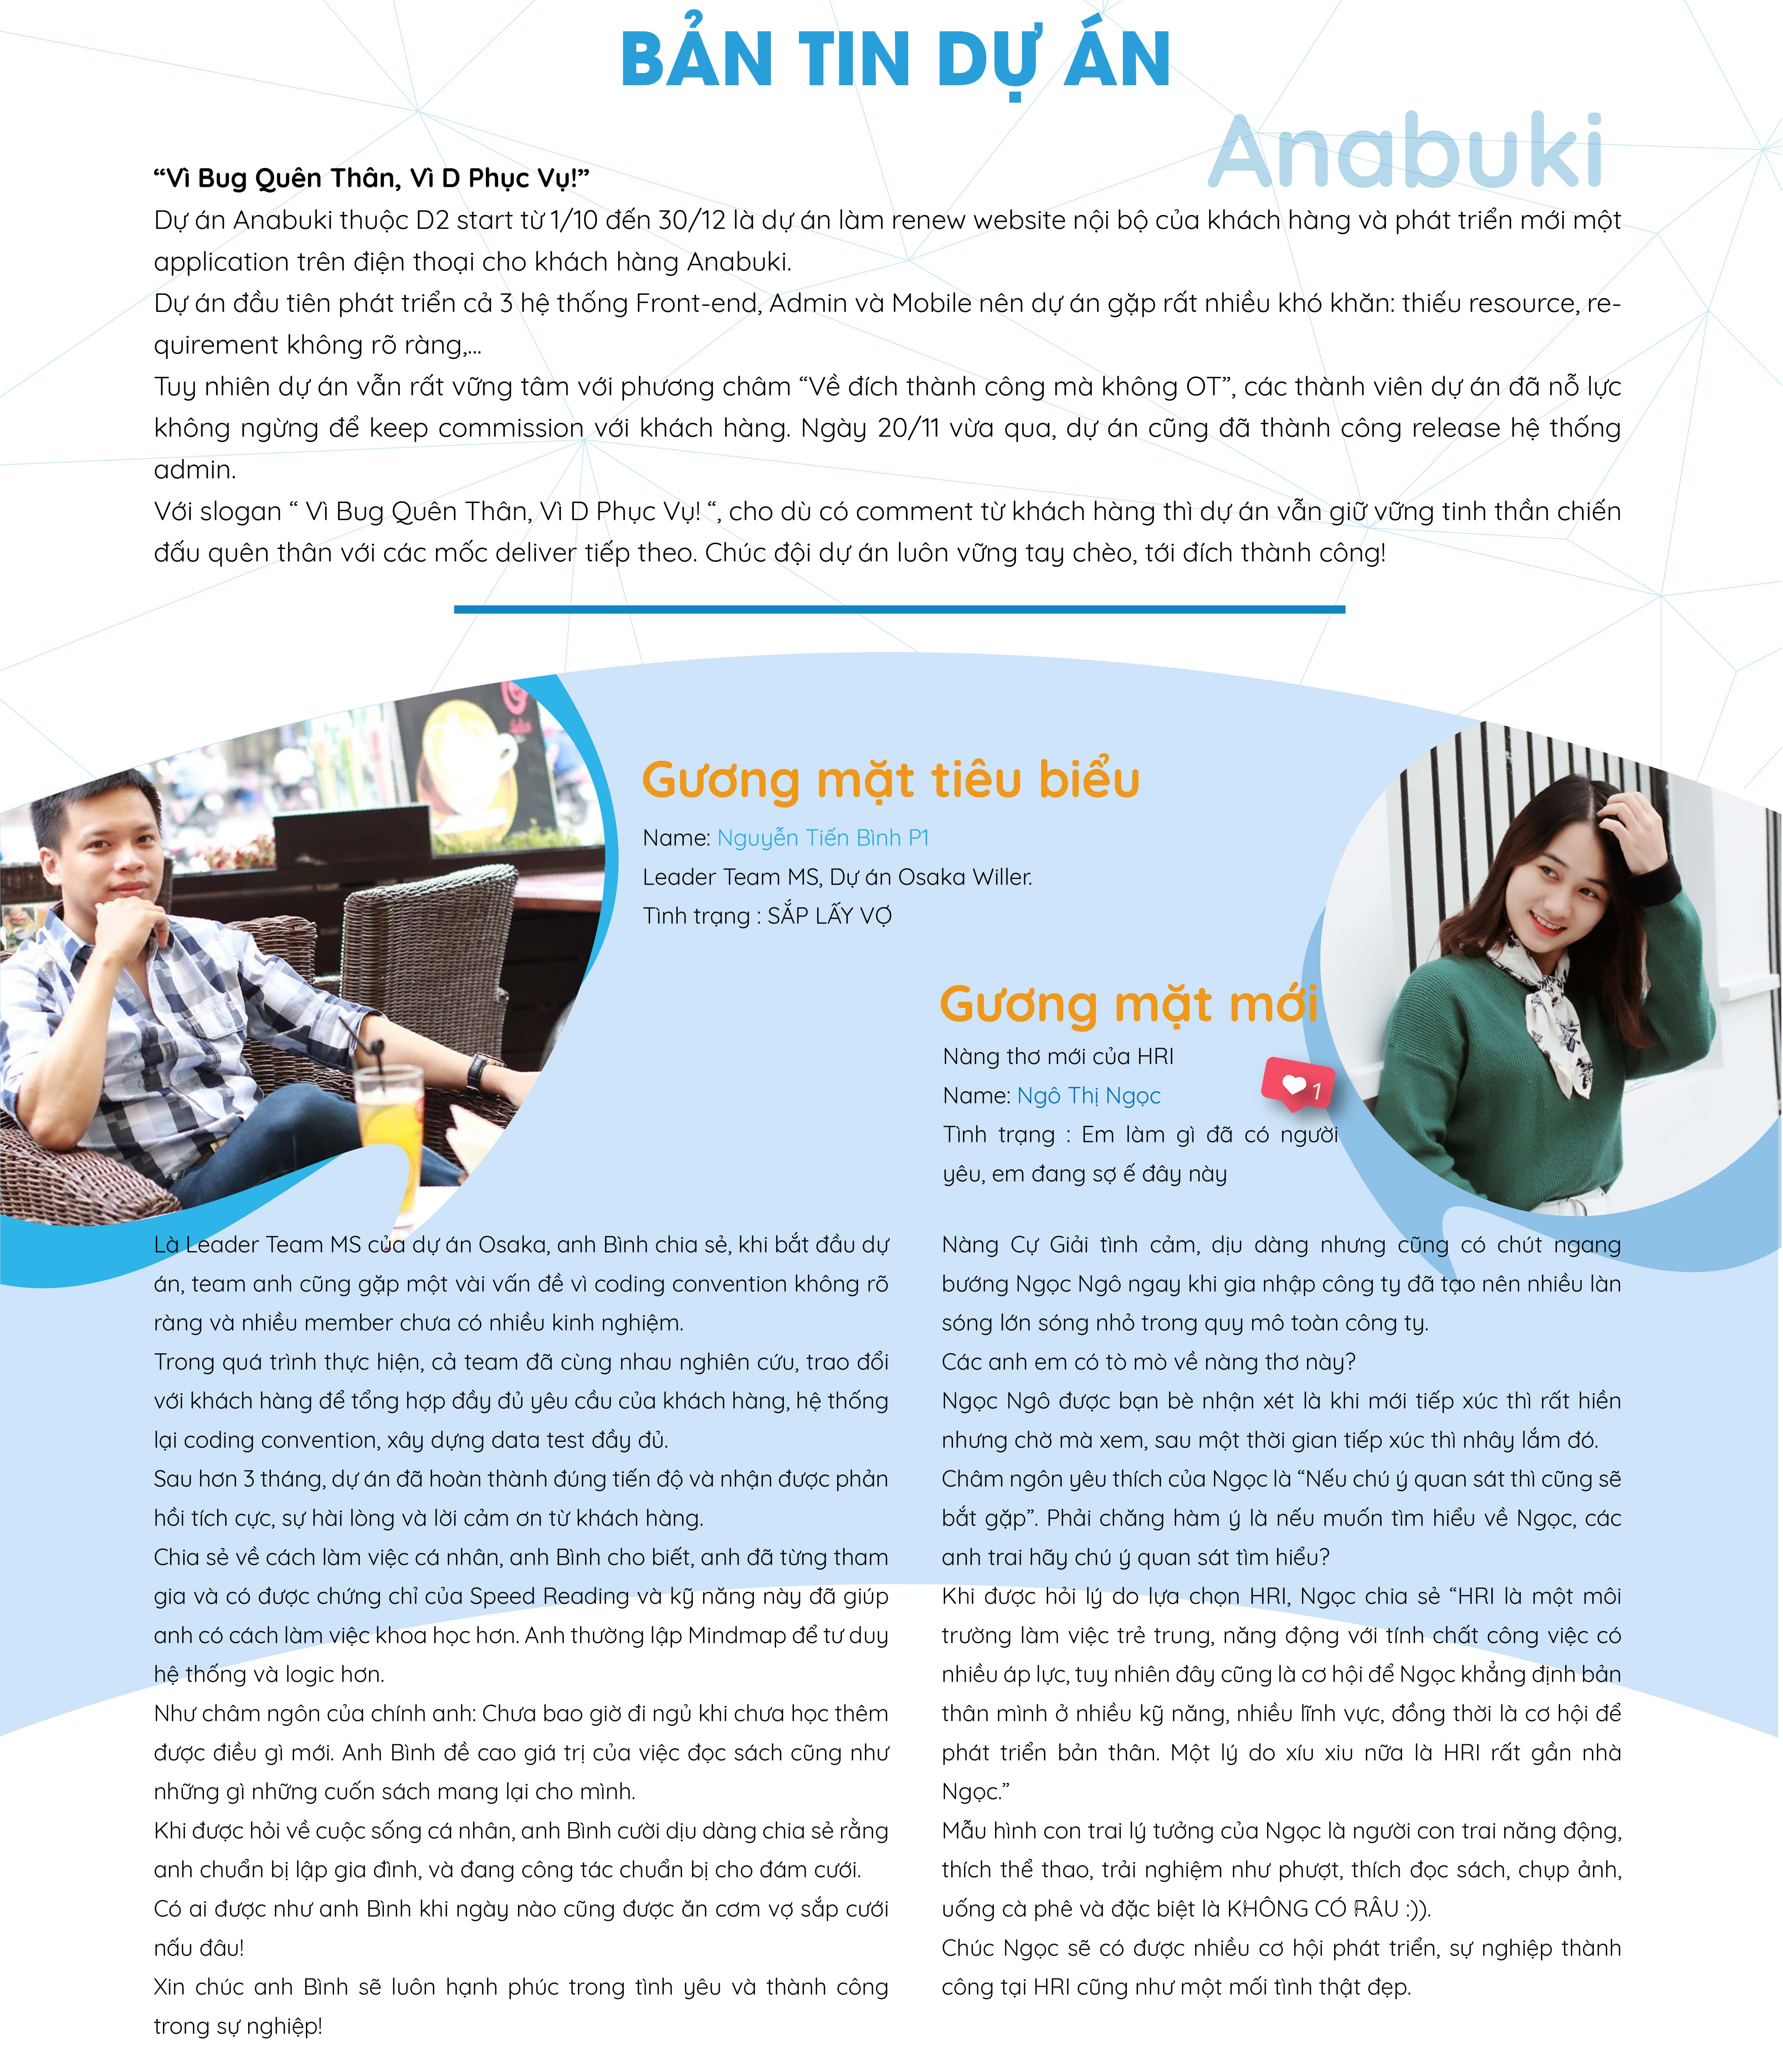 BẢN TIN DỰ ÁN
Anabuki
“Vì Bug Quên Thân, Vì D Phục Vụ!”
Dự án Anabuki thuộc D2 start từ 1/10 đến 30/12 là dự án làm renew website nội bộ của khách hàng và phát triển mới một
application trên điện thoại cho khách hàng Anabuki.
Dự án đầu tiên phát triển cả 3 hệ thống Front-end, Admin và Mobile nên dự án gặp rất nhiều khó khăn: thiếu resource, re-
quirement không rõ ràng,...
Tuy nhiên dự án vẫn rất vững tâm với phương châm “Về đích thành công mà không OT”, các thành viên dự án đã nỗ lực
không ngừng để keep commission với khách hàng. Ngày 20/11 vừa qua, dự án cũng đã thành công release hệ thống
admin.
Với slogan “ Vì Bug Quên Thân, Vì D Phục Vụ! “, cho dù có comment từ khách hàng thì dự án vẫn giữ vững tinh thần chiến
đấu quên thân với các mốc deliver tiếp theo. Chúc đội dự án luôn vững tay chèo, tới đích thành công!
Gương mặt tiêu biểu
Name: Nguyễn Tiến Bình P1
Leader Team MS, Dự án Osaka Willer.
Tình trạng : SẮP LẤY VỢ
Gương mặt mới
Nàng thơ mới của HRI
Name: Ngô Thị Ngọc
1
Tình trạng : Em làm gì đã có người
yêu, em đang sợ ế đây này
Là Leader Team MS của dự án Osaka, anh Bình chia sẻ, khi bắt đầu dự
án, team anh cũng gặp một vài vấn đề vì coding convention không rõ
ràng và nhiều member chưa có nhiều kinh nghiệm.
Trong quá trình thực hiện, cả team đã cùng nhau nghiên cứu, trao đổi
với khách hàng để tổng hợp đầy đủ yêu cầu của khách hàng, hệ thống
lại coding convention, xây dựng data test đầy đủ.
Sau hơn 3 tháng, dự án đã hoàn thành đúng tiến độ và nhận được phản
hồi tích cực, sự hài lòng và lời cảm ơn từ khách hàng.
Chia sẻ về cách làm việc cá nhân, anh Bình cho biết, anh đã từng tham
gia và có được chứng chỉ của Speed Reading và kỹ năng này đã giúp
anh có cách làm việc khoa học hơn. Anh thường lập Mindmap để tư duy
hệ thống và logic hơn.
Như châm ngôn của chính anh: Chưa bao giờ đi ngủ khi chưa học thêm
được điều gì mới. Anh Bình đề cao giá trị của việc đọc sách cũng như
những gì những cuốn sách mang lại cho mình.
Khi được hỏi về cuộc sống cá nhân, anh Bình cười dịu dàng chia sẻ rằng
anh chuẩn bị lập gia đình, và đang công tác chuẩn bị cho đám cưới.
Có ai được như anh Bình khi ngày nào cũng được ăn cơm vợ sắp cưới
nấu đâu!
Xin chúc anh Bình sẽ luôn hạnh phúc trong tình yêu và thành công
trong sự nghiệp!
Nàng Cự Giải tình cảm, dịu dàng nhưng cũng có chút ngang
bướng Ngọc Ngô ngay khi gia nhập công ty đã tạo nên nhiều làn
sóng lớn sóng nhỏ trong quy mô toàn công ty.
Các anh em có tò mò về nàng thơ này?
Ngọc Ngô được bạn bè nhận xét là khi mới tiếp xúc thì rất hiền
nhưng chờ mà xem, sau một thời gian tiếp xúc thì nhây lắm đó.
Châm ngôn yêu thích của Ngọc là “Nếu chú ý quan sát thì cũng sẽ
bắt gặp”. Phải chăng hàm ý là nếu muốn tìm hiểu về Ngọc, các
anh trai hãy chú ý quan sát tìm hiểu?
Khi được hỏi lý do lựa chọn HRI, Ngọc chia sẻ “HRI là một môi
trường làm việc trẻ trung, năng động với tính chất công việc có
nhiều áp lực, tuy nhiên đây cũng là cơ hội để Ngọc khẳng định bản
thân mình ở nhiều kỹ năng, nhiều lĩnh vực, đồng thời là cơ hội để
phát triển bản thân. Một lý do xíu xiu nữa là HRI rất gần nhà
Ngọc.”
Mẫu hình con trai lý tưởng của Ngọc là người con trai năng động,
thích thể thao, trải nghiệm như phượt, thích đọc sách, chụp ảnh,
uống cà phê và đặc biệt là KHÔNG CÓ RÂU :)).
Chúc Ngọc sẽ có được nhiều cơ hội phát triển, sự nghiệp thành
công tại HRI cũng như một mối tình thật đẹp.